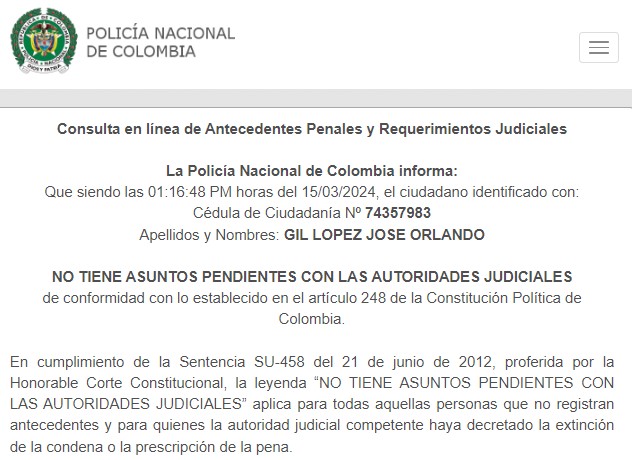 POLICÍA NACIONAL
DE COLOMBIA
Consulta en línea de Antecedentes Penales y Requerimientos Judiciales
La Policía Nacional de Colombia informa:
Que siendo las 01:16:48 PM horas del 15/03/2024, el ciudadano identificado con:
Cédula de Ciudadanía Nº 74357983
Apellidos y Nombres: GIL LOPEZ JOSE ORLANDO
NO TIENE ASUNTOS PENDIENTES CON LAS AUTORIDADES JUDICIALES
de conformidad con lo establecido en el artículo 248 de la Constitución Política de
Colombia.
En cumplimiento de la Sentencia SU-458 del 21 de junio de 2012, proferida por la
Honorable Corte Constitucional, la leyenda “NO TIENE ASUNTOS PENDIENTES CON
LAS AUTORIDADES JUDICIALES” aplica para todas aquellas personas que no registran
antecedentes y para quienes la autoridad judicial competente haya decretado la extinción
de la condena o la prescripción de la pena.